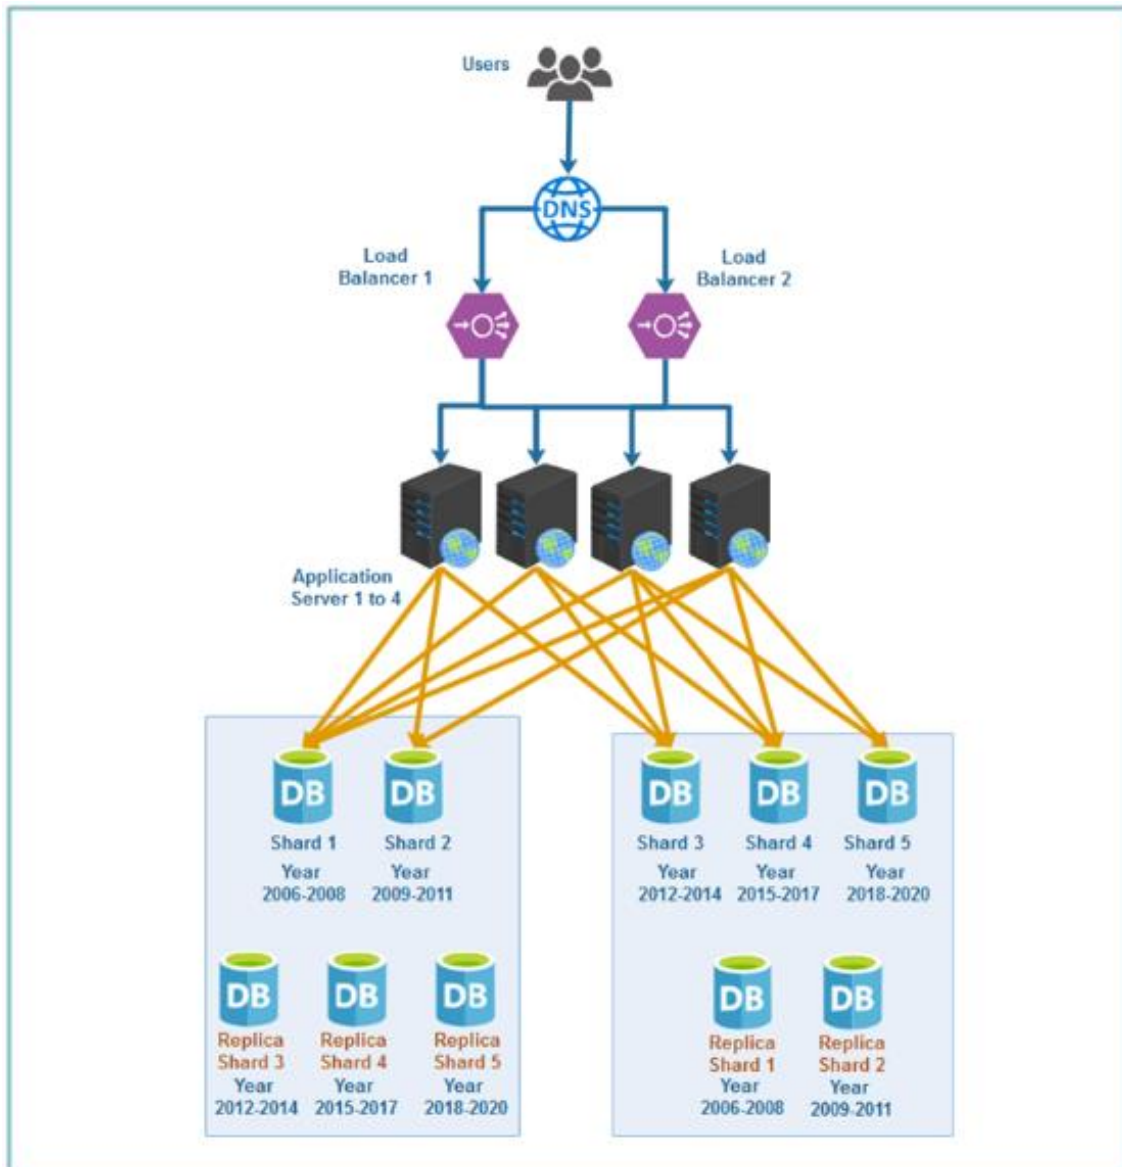 Users
DNS
Load
Balancer 1
Load
Balancer 2
Application
Server 1 to 4
DB
DB
DB
DB
DB
Shard 1
Shard 2
Shard 3
Shard 4
Shard 5
Year
2006-2008
Year
2009-2011
Year
2012-2014
Year
2015-2017
Year
2018-2020
DB
DB
DB
DB
DB
Replica
Shard 3
Year
2012-2014
Replica
Shard 4
Year
2015-2017
Replica
Shard 5
Year
2018-2020
Replica
Shard 1
Year
2006-2008
Replica
Shard 2
Year
2009-2011